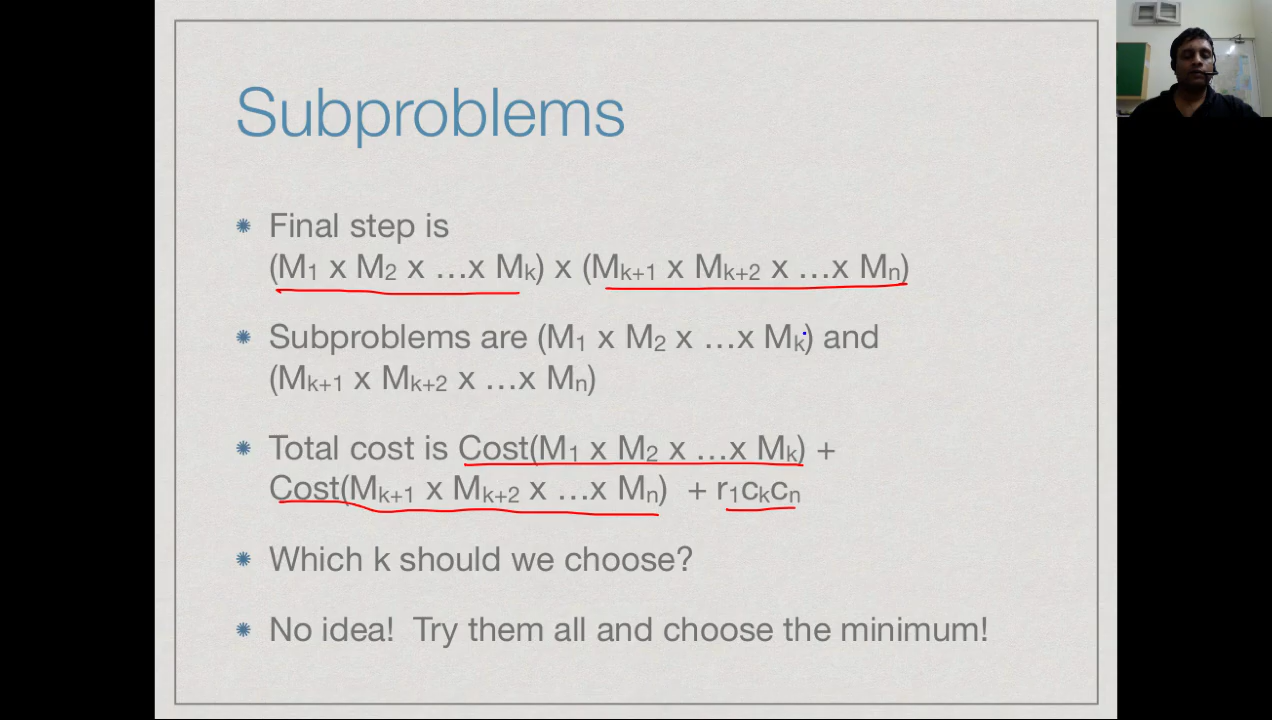 Subproblems
Final step is
(M1 x M2 x …x Mk) x (Mk+1 x Mk+2 x …x Mn)
Subproblems are (M1 x M2 x …x Mk) and
(Mk+1 x Mk+2 x …x Mn)
Total cost is Cost(M1 x M2 x …x Mk) +
Cost(Mk+1 x Mk+2 x …x Mn) + r1ckcn
Which k should we choose?
No idea! Try them all and choose the minimum!